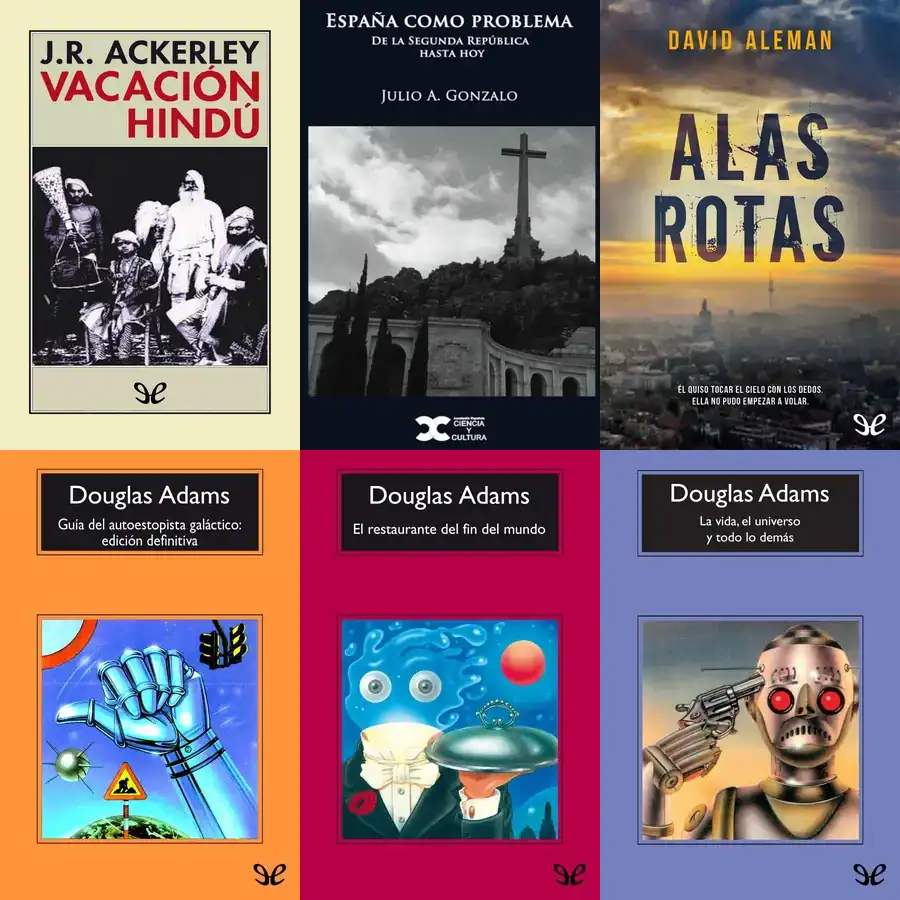 J.R. ACKERLEY
VACACIÓN
HINDÚ
ESPAÑA COMO PROBLEMA
DE LA SEGUNDA REPÚBLICA
HASTA HOY
JULIO A. GONZALO
Asociación Española
CIENCIA
Y
CULTURA
DAVID ALEMAN
ALAS
ROTAS
ÉL QUISO TOCAR EL CIELO CON LOS DEDOS.
ELLA NO PUDO EMPEZAR A VOLAR.
Douglas Adams
Guía del autoestopista galáctico:
edición definitiva
Douglas Adams
El restaurante del fin del mundo
Douglas Adams
La vida, el universo
y todo lo demás